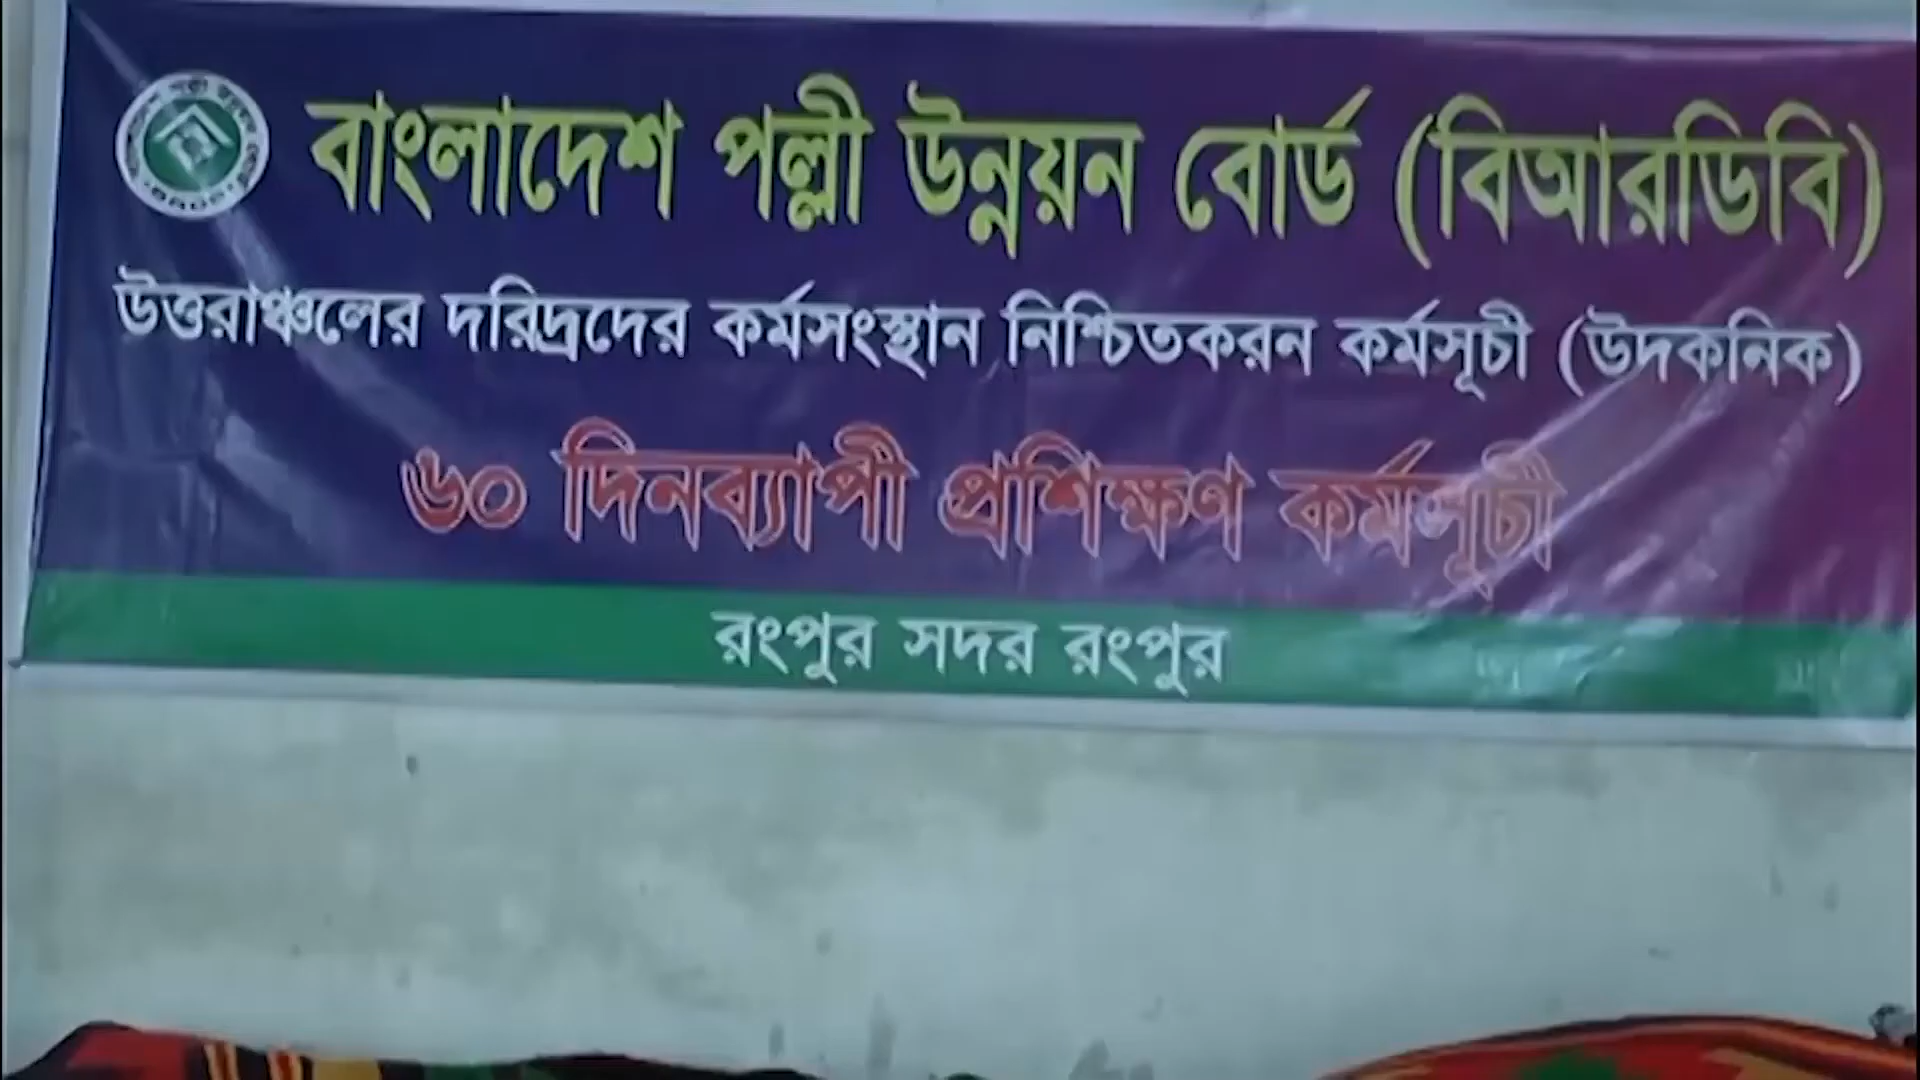 বাংলাদেশ পল্লী উন্নয়ন বোর্ড (বিআরডিবি)
উত্তরাঞ্চলের দরিদ্রদের কর্মসংস্থান নিশ্চিতকরন কর্মসূচী (উদকনিক)
৬০ দিনব্যাপী প্রশিক্ষণ কর্মসূচী
রংপুর সদর রংপুর